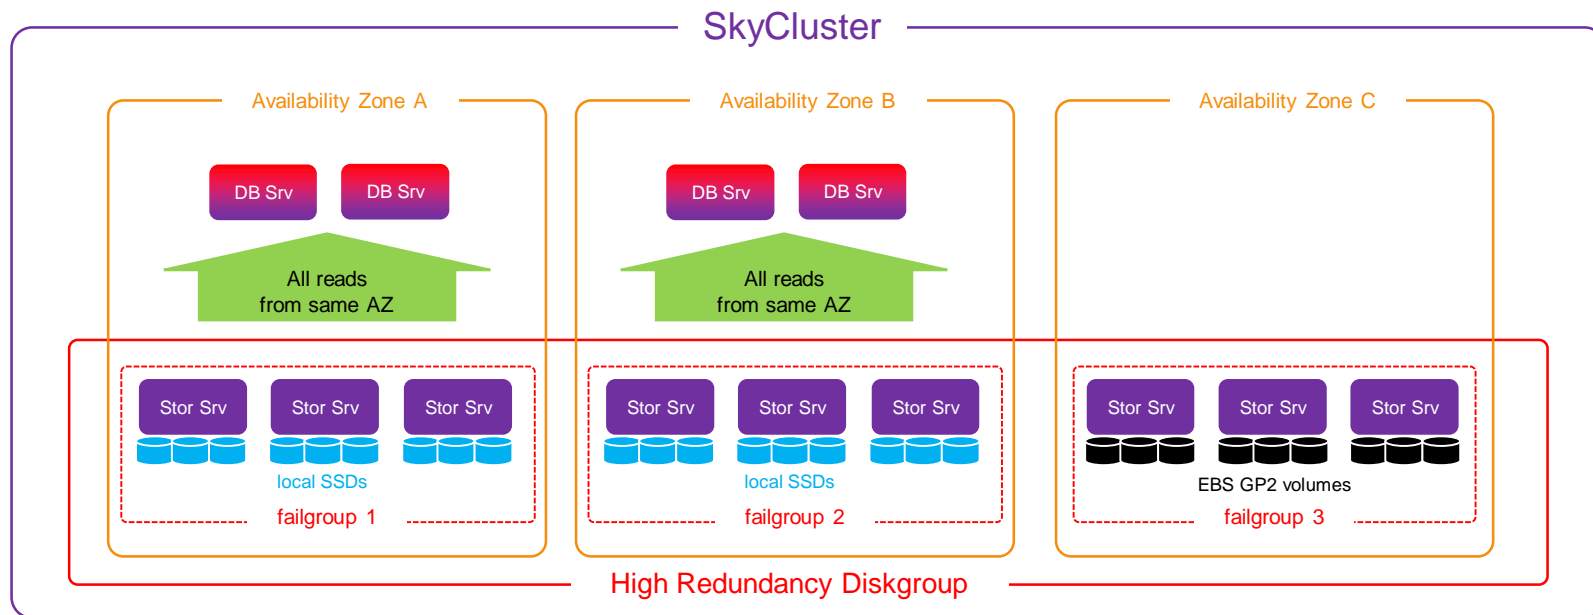 SkyCluster
Availability Zone A
Availability Zone B
Availability Zone C
DB Srv
DB Srv
DB Srv
DB Srv
All reads
from same AZ
All reads
from same AZ
Stor Srv
Stor Srv
Stor Srv
Stor Srv
Stor Srv
Stor Srv
Stor Srv
Stor Srv
Stor Srv
local SSDs
local SSDs
EBS GP2 volumes
failgroup 1
failgroup 2
failgroup 3
High Redundancy Diskgroup